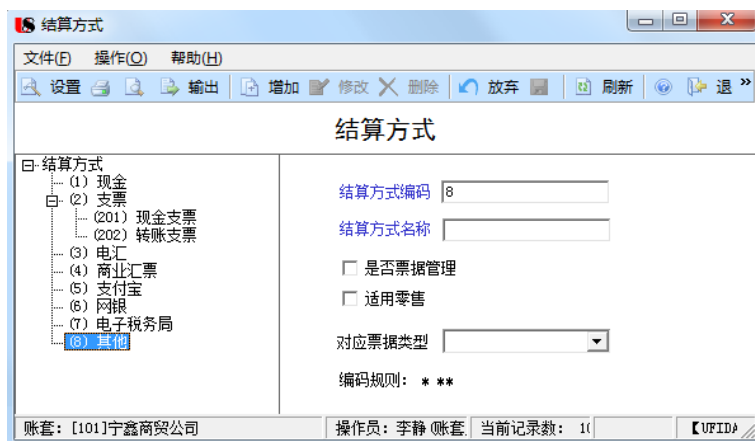 结算方式
文件(F) 操作(O) 帮助(H)
设置 输出 增加 修改 删除 放弃 刷新 退 »
结算方式
结算方式
(1) 现金
(2) 支票
(201) 现金支票
(202) 转账支票
(3) 电汇
(4) 商业汇票
(5) 支付宝
(6) 网银
(7) 电子税务局
(8) 其他
结算方式编码 8
结算方式名称
是否票据管理
适用零售
对应票据类型
编码规则: * **
账套: [101]宁鑫商贸公司 操作员: 李静(账套 当前记录数: 1( 【UFIDA